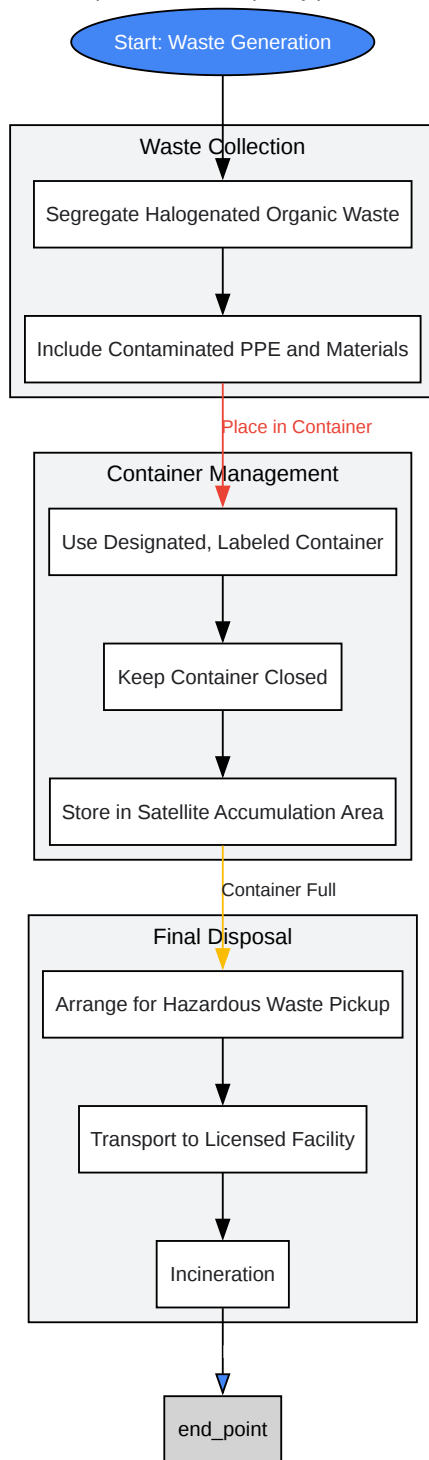 Start: Waste Generation
Waste Collection
Segregate Halogenated Organic Waste
Include Contaminated PPE and Materials
Place in Container
Container Management
Use Designated, Labeled Container
Keep Container Closed
Store in Satellite Accumulation Area
Container Full
Final Disposal
Arrange for Hazardous Waste Pickup
Transport to Licensed Facility
Incineration
end_point